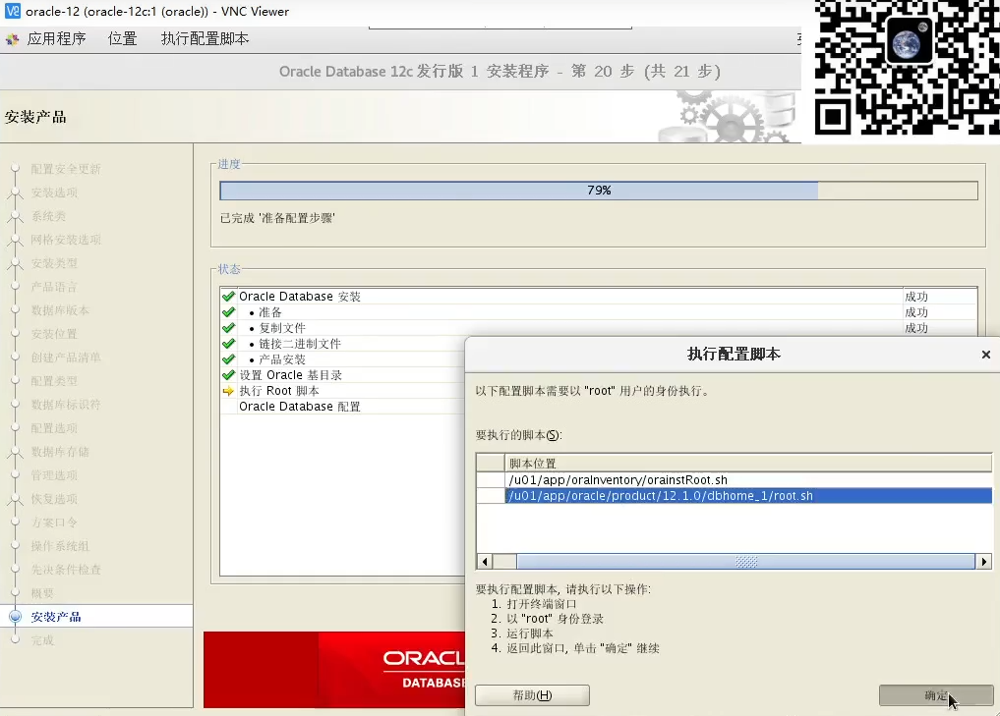 oracle-12 (oracle-12c:1 (oracle)) - VNC Viewer
应用程序 位置 执行配置脚本
Oracle Database 12c 发行版 1 安装程序 - 第 20 步 (共 21 步)
安装产品
配置安全更新
安装选项
系统类
网格安装选项
安装类型
产品语言
数据库版本
安装位置
创建产品清单
配置类型
数据库标识符
配置选项
数据库存储
管理选项
恢复选项
方案口令
操作系统组
先决条件检查
概要
安装产品
完成
进度
79%
已完成 '准备配置步骤'
状态
Oracle Database 安装 成功
• 准备 成功
• 复制文件 成功
• 链接二进制文件
• 产品安装
设置 Oracle 基目录
执行 Root 脚本
Oracle Database 配置
ORACL
DATABASE
执行配置脚本
以下配置脚本需要以 "root" 用户的身份执行。
要执行的脚本(S):
脚本位置
/u01/app/oraInventory/orainstRoot.sh
/u01/app/oracle/product/12.1.0/dbhome_1/root.sh
要执行配置脚本, 请执行以下操作:
1. 打开终端窗口
2. 以 "root" 身份登录
3. 运行脚本
4. 返回此窗口, 单击 "确定" 继续
帮助(H)
确定